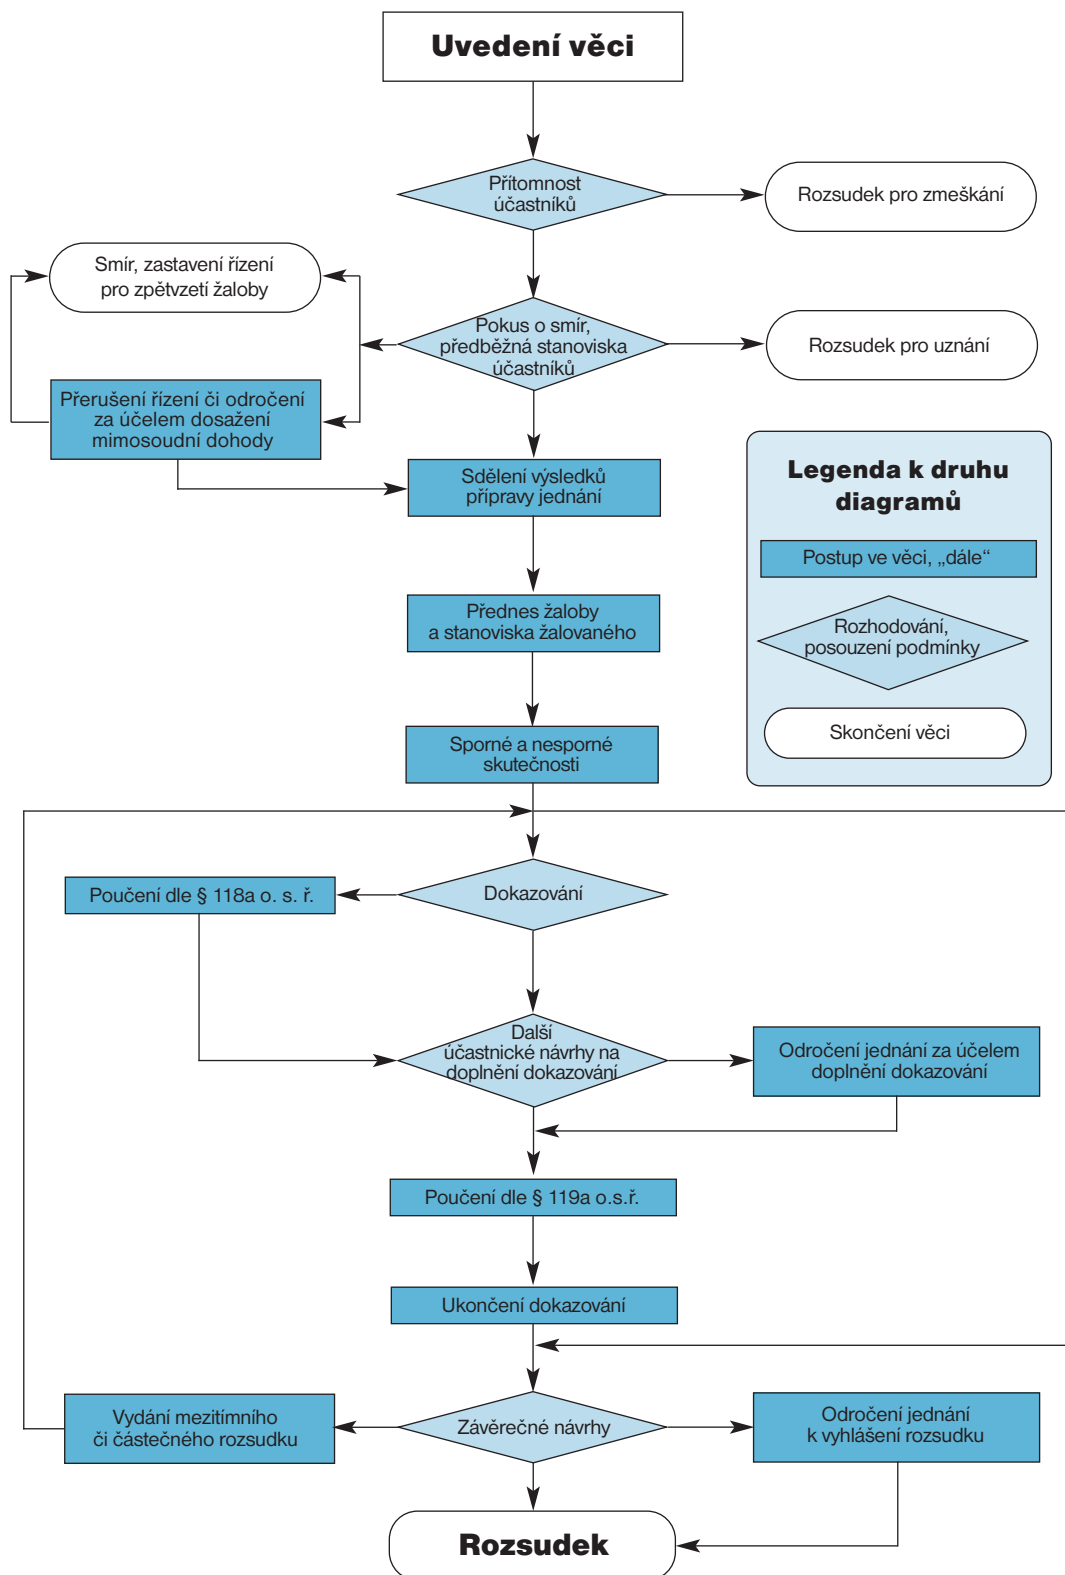 Uvedení věci
Přítomnost
účastníků
Rozsudek pro zmeškání
Smír, zastavení řízení
pro zpětvzetí žaloby
Pokus o smír,
předběžná stanoviska
účastníků
Rozsudek pro uznání
Přerušení řízení či odročení
za účelem dosažení
mimosoudní dohody
Sdělení výsledků
přípravy jednání
Legenda k druhu
diagramů
Postup ve věci, „dále“
Rozhodování,
posouzení podmínky
Skončení věci
Přednes žaloby
a stanoviska žalovaného
Sporné a nesporné
skutečnosti
Dokazování
Poučení dle § 118a o. s. ř.
Další
účastnické návrhy na
doplnění dokazování
Odročení jednání za účelem
doplnění dokazování
Poučení dle § 119a o.s.ř.
Ukončení dokazování
Vydání mezitímního
či částečného rozsudku
Závěrečné návrhy
Odročení jednání
k vyhlášení rozsudku
Rozsudek